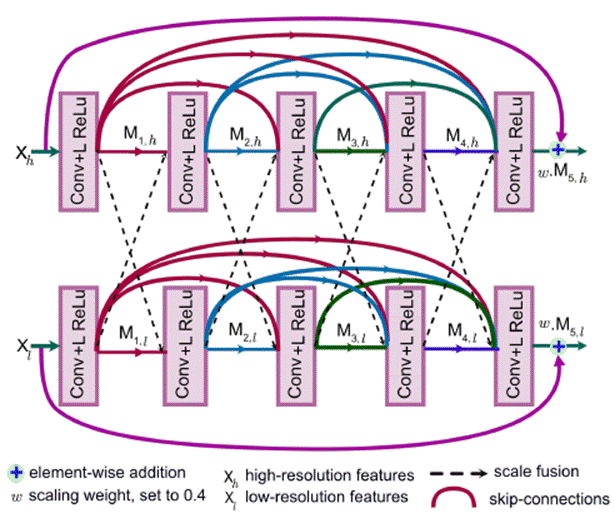 X_h
Conv+L ReLu
M_{1,h}
Conv+L ReLu
M_{2,h}
Conv+L ReLu
M_{3,h}
Conv+L ReLu
M_{4,h}
Conv+L ReLu
w.M_{5,h}
X_l
Conv+L ReLu
M_{1,l}
Conv+L ReLu
M_{2,l}
Conv+L ReLu
M_{3,l}
Conv+L ReLu
M_{4,l}
Conv+L ReLu
w.M_{5,l}
+ element-wise addition
w scaling weight, set to 0.4
X_h high-resolution features
X_l low-resolution features
scale fusion
skip-connections